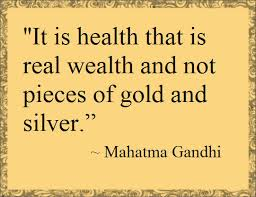 "It is health that is
real wealth and not
pieces of gold and
silver.”
~ Mahatma Gandhi